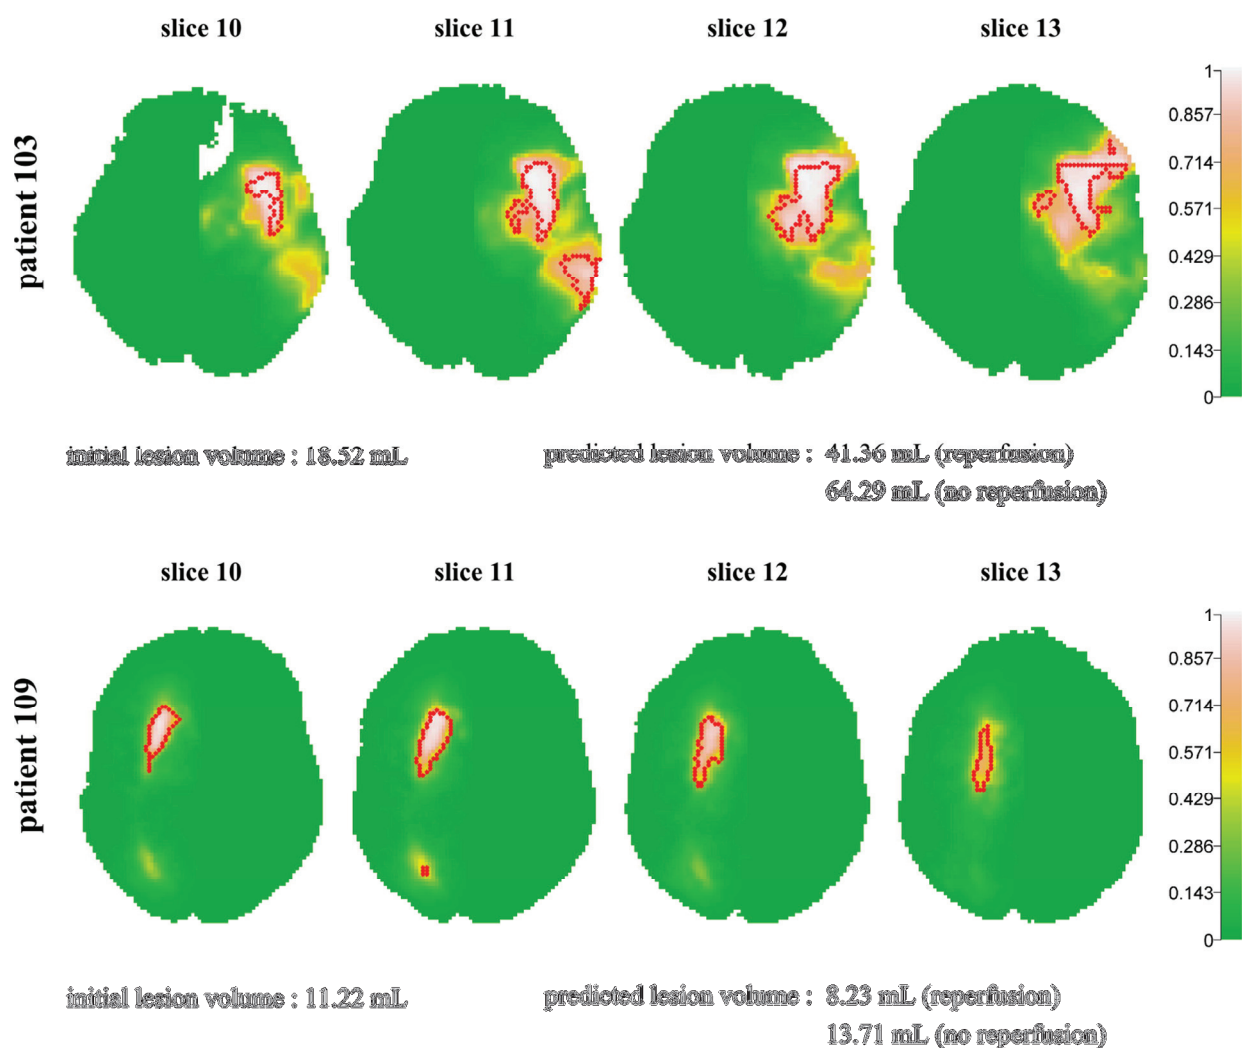 slice 10 slice 11 slice 12 slice 13
patient 103
1
0.857
0.714
0.571
0.429
0.286
0.143
0
initial lesion volume : 18.52 mL predicted lesion volume : 41.36 mL (reperfusion)
64.29 mL (no reperfusion)
slice 10 slice 11 slice 12 slice 13
patient 109
1
0.857
0.714
0.571
0.429
0.286
0.143
0
initial lesion volume : 11.22 mL predicted lesion volume : 8.23 mL (reperfusion)
13.71 mL (no reperfusion)